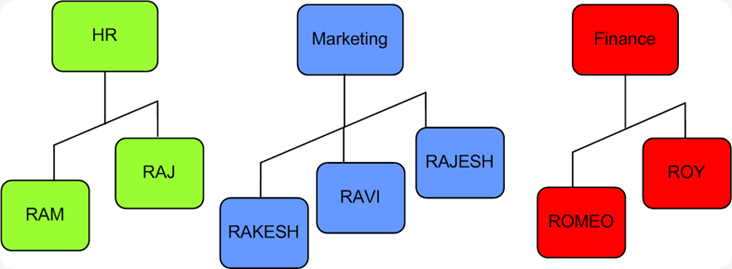 HR
RAM
RAJ
Marketing
RAKESH
RAVI
RAJESH
Finance
ROMEO
ROY